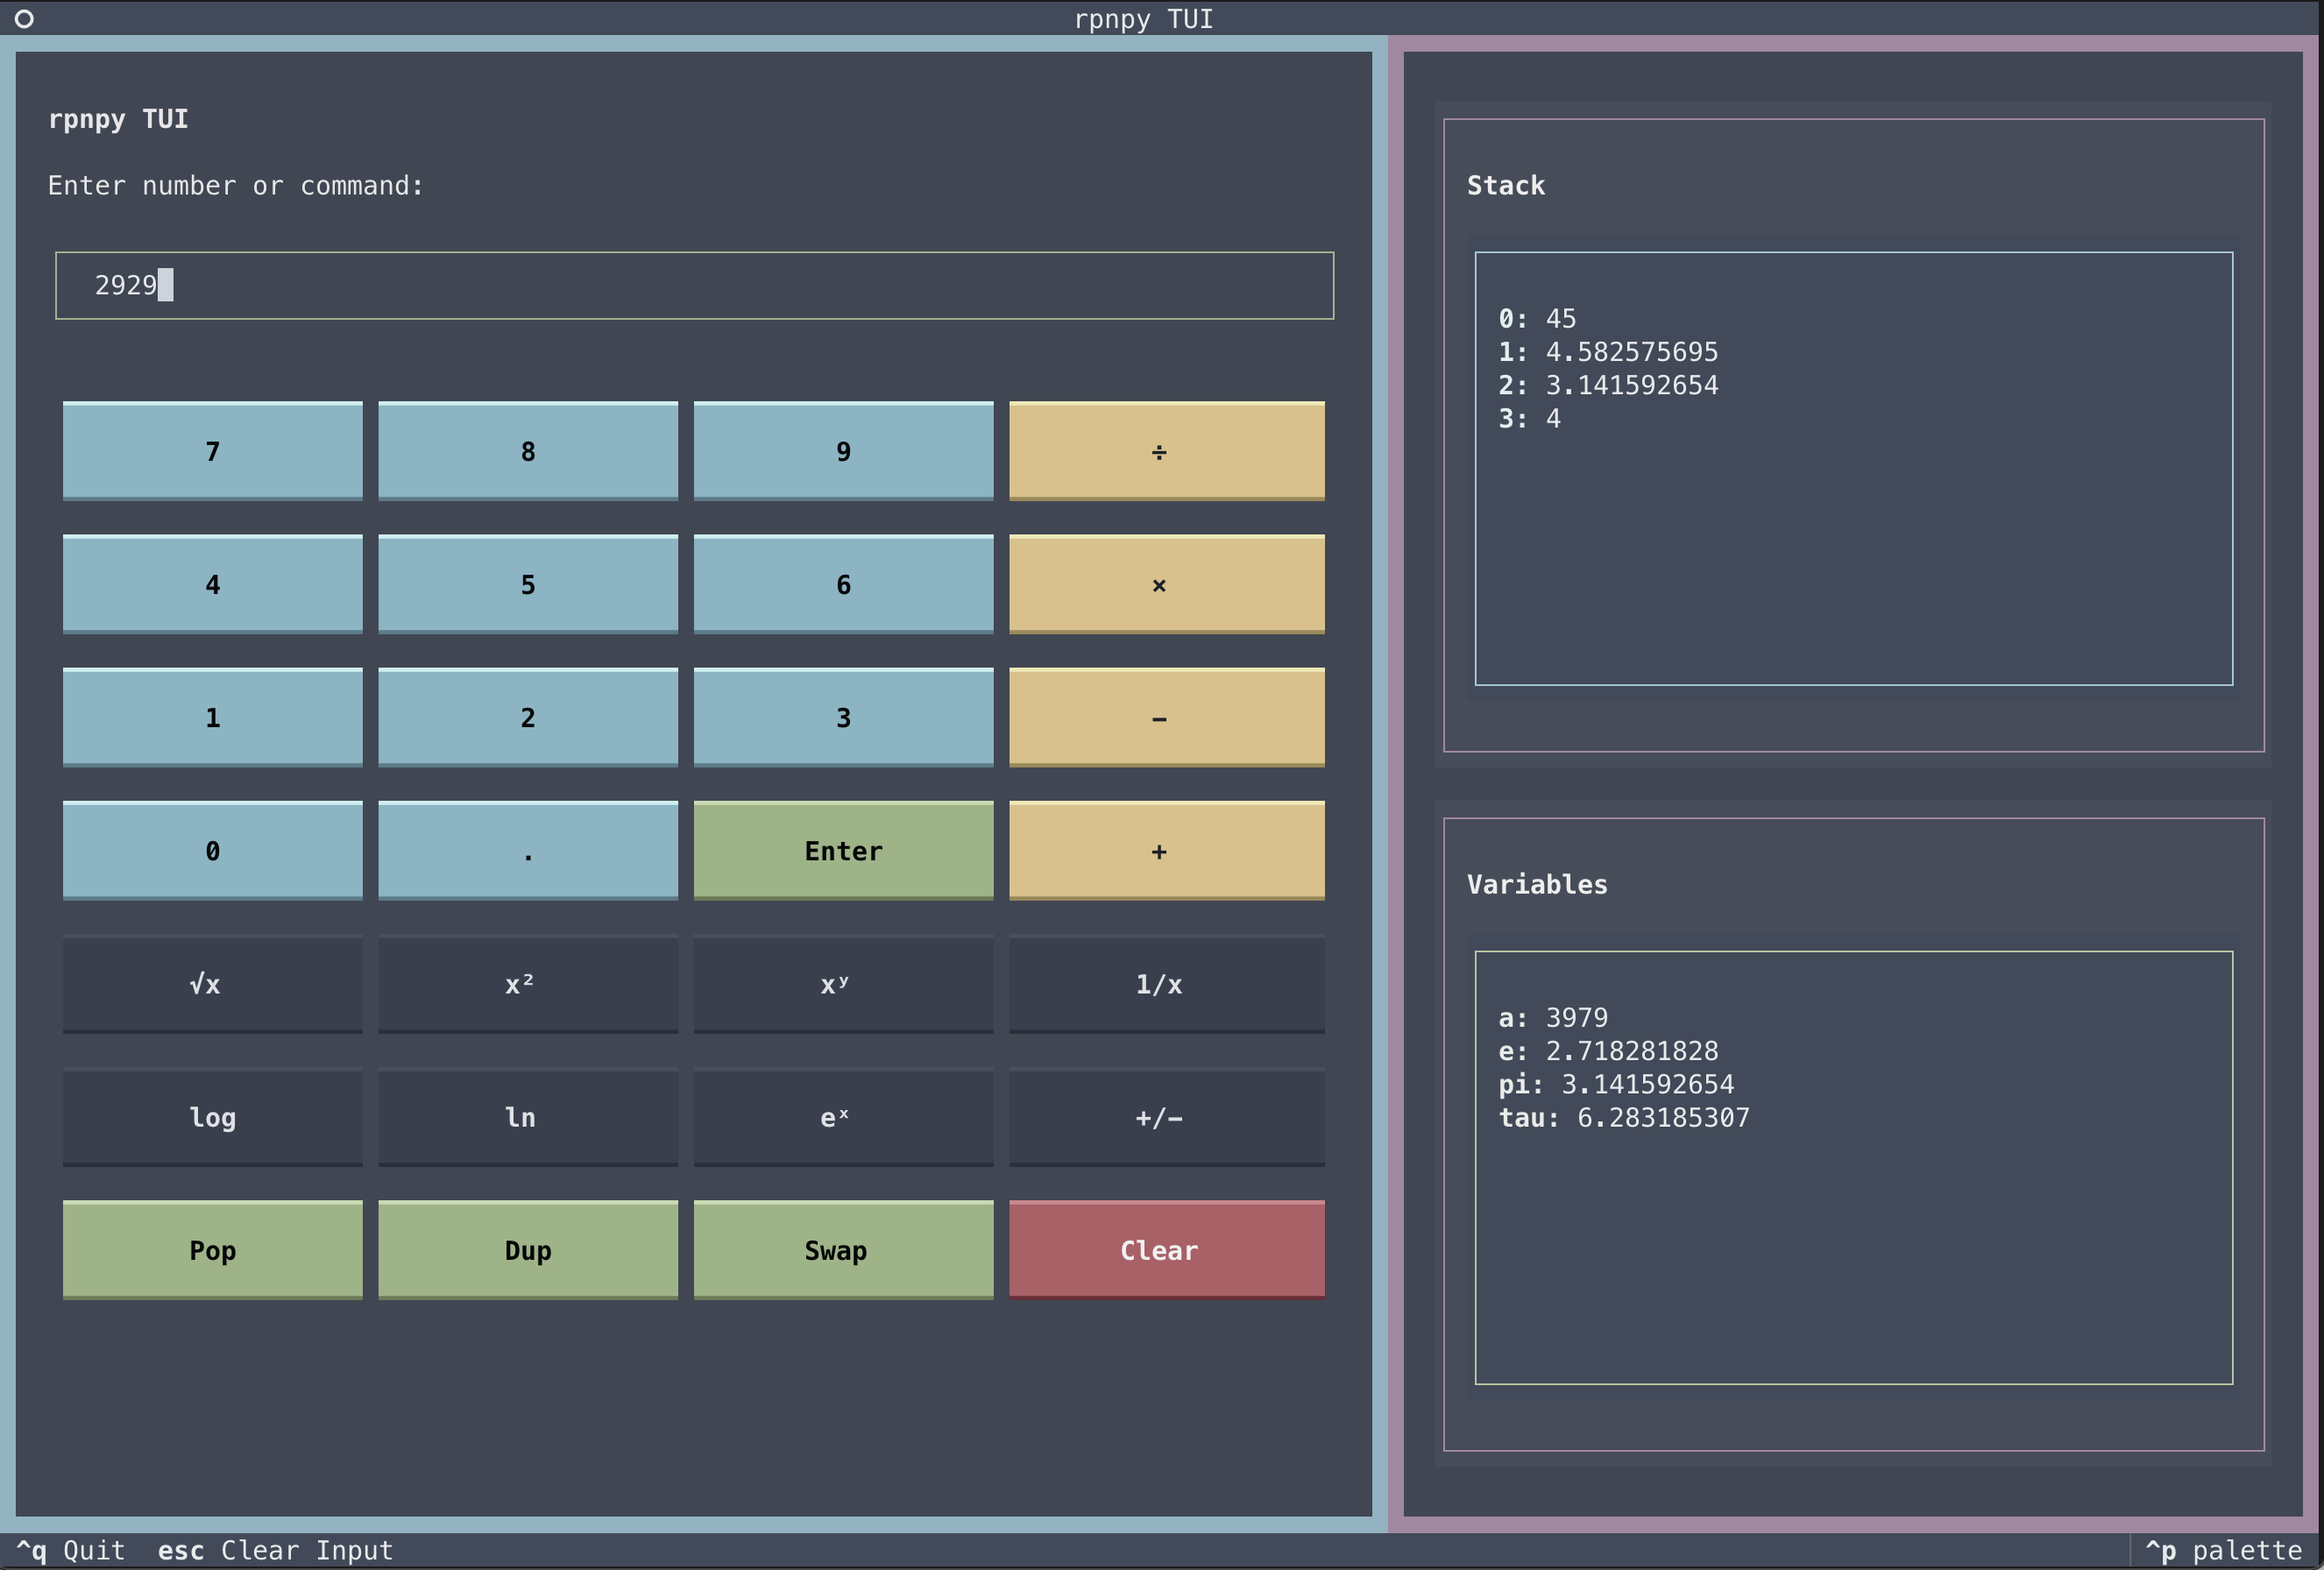 rpnpy TUI
rpnpy TUI
Enter number or command:
2929
7 8 9 ÷
4 5 6 ×
1 2 3 −
0 . Enter +
√x x² xʸ 1/x
log ln eˣ +/−
Pop Dup Swap Clear
Stack
0: 45
1: 4.582575695
2: 3.141592654
3: 4
Variables
a: 3979
e: 2.718281828
pi: 3.141592654
tau: 6.283185307
^q Quit esc Clear Input
^p palette